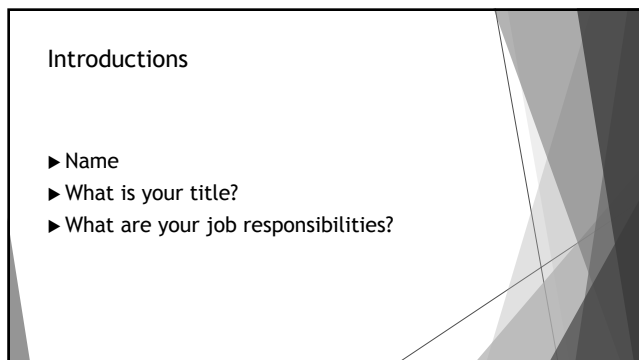 Introductions
▶ Name
▶ What is your title?
▶ What are your job responsibilities?